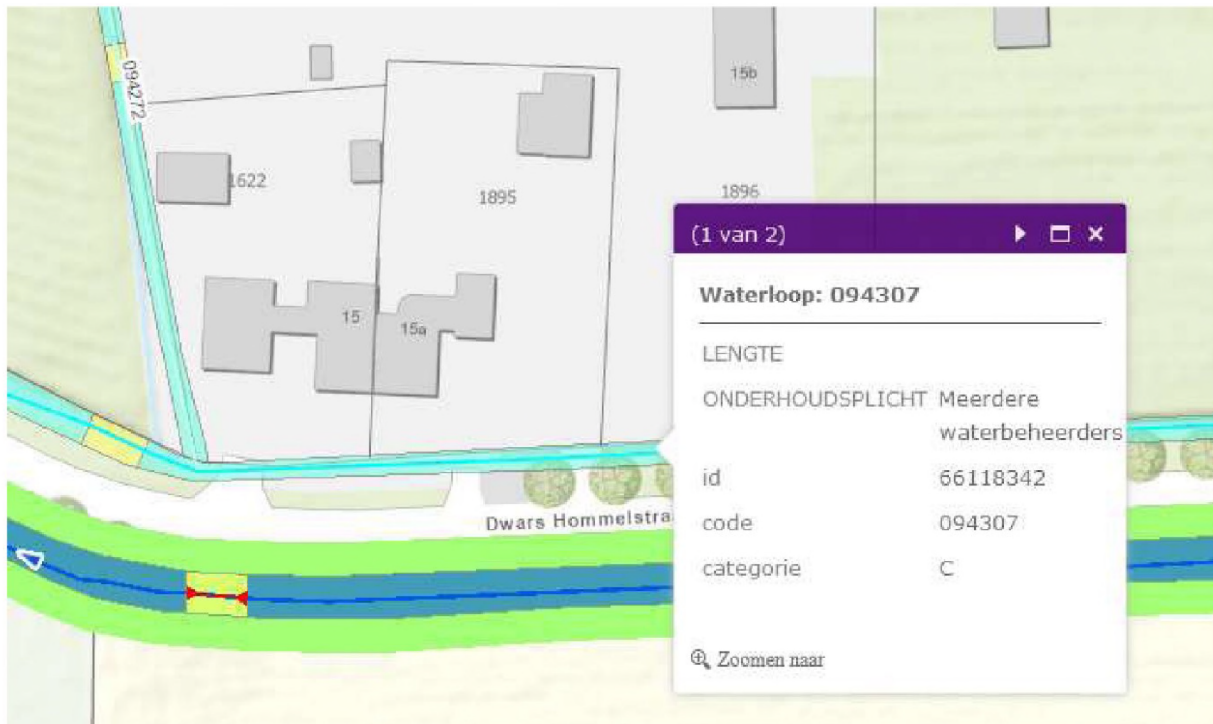 094272
15b
1622
1895
1896
(1 van 2)
Waterloop: 094307
LENGTE
ONDERHOUDSPLICHT Meerdere
waterbeheerders
15
15a
id 66118342
Dwars Hommelstra
code 094307
categorie C
Zoomen naar